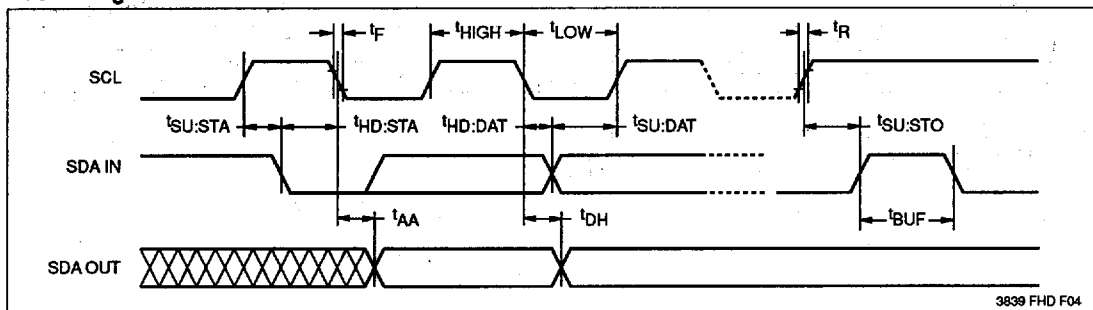 tF
tHIGH
tLOW
tR
SCL
tSU:STA
tHD:STA
tHD:DAT
tSU:DAT
tSU:STO
SDA IN
tAA
tDH
tBUF
SDA OUT
3839 FHD F04